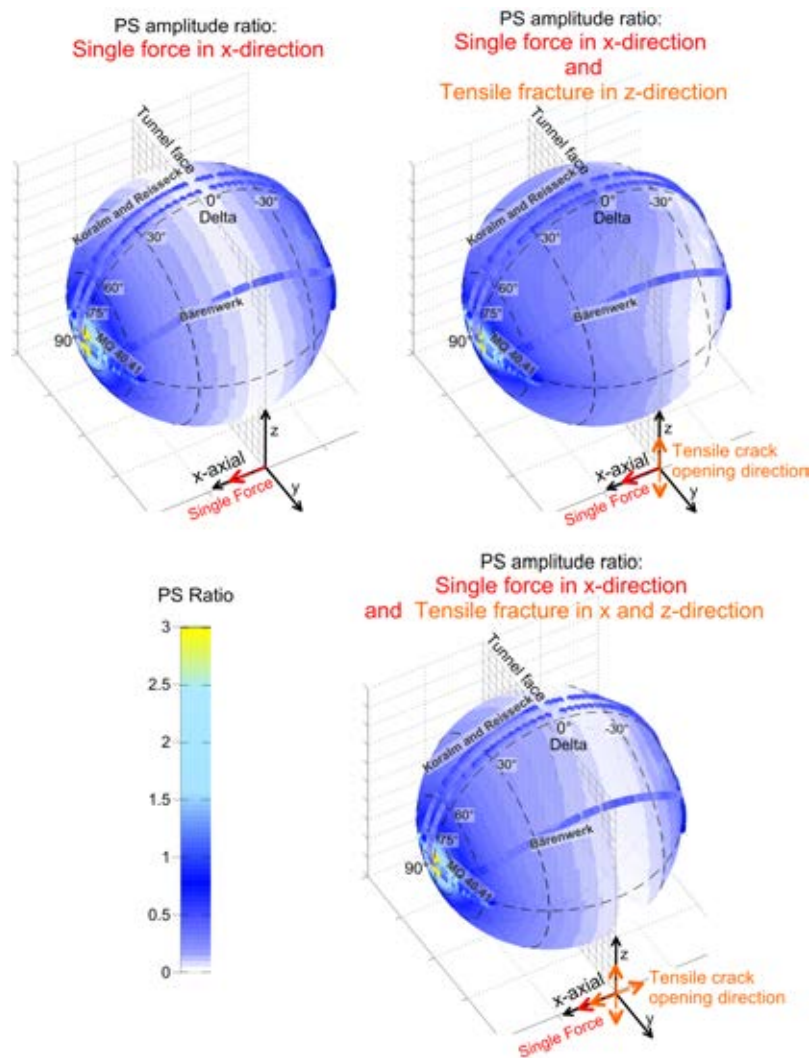 PS amplitude ratio:
Single force in x-direction
Tunnel face
Koralm and Reisseck
0°
-30°
Delta
30°
60°
75°
90°
MO 40,41
Bärenwerk
z
x-axial
Single Force
y
PS amplitude ratio:
Single force in x-direction
and
Tensile fracture in z-direction
Tunnel face
Koralm and Reisseck
0°
-30°
Delta
30°
60°
75°
90°
MO 40,41
Bärenwerk
z
Tensile crack
opening direction
x-axial
Single Force
y
PS Ratio
3
2.5
2
1.5
1
0.5
0
PS amplitude ratio:
Single force in x-direction
and Tensile fracture in x and z-direction
Tunnel face
Koralm and Reisseck
0°
-30°
Delta
30°
60°
75°
90°
MO 40,41
Bärenwerk
z
Tensile crack
opening direction
x-axial
Single Force
y